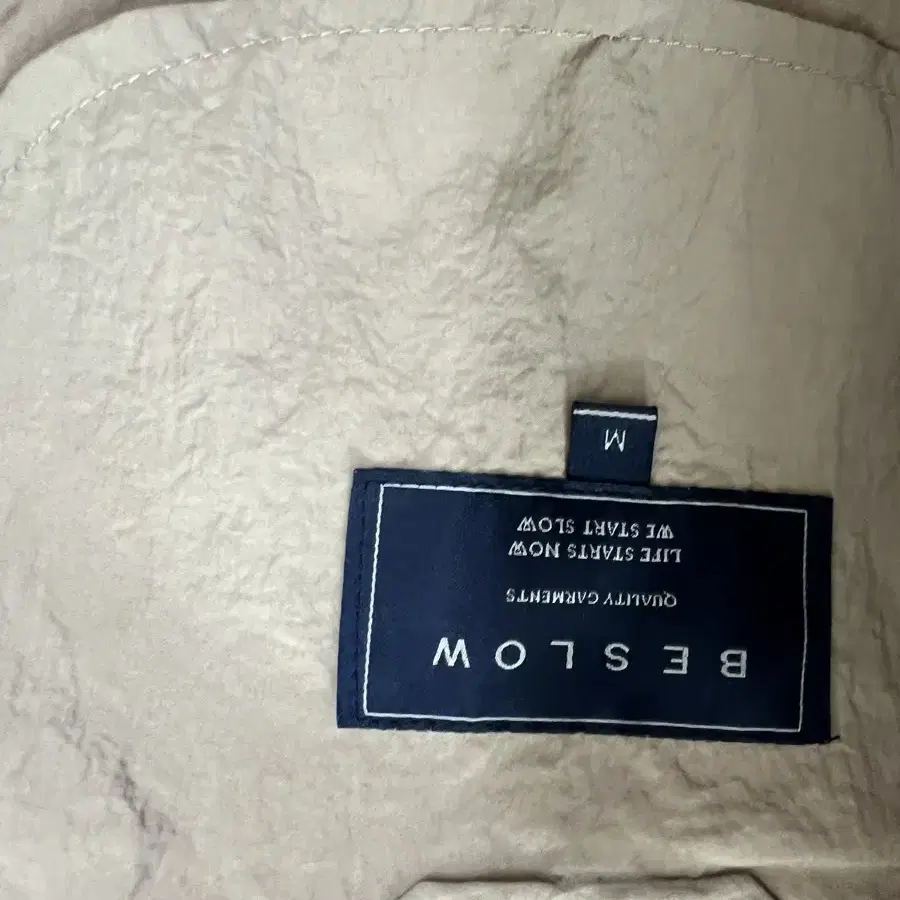 BESLOW
QUALITY GARMENTS
LIFE STARTS NOW
WE START SLOW
M